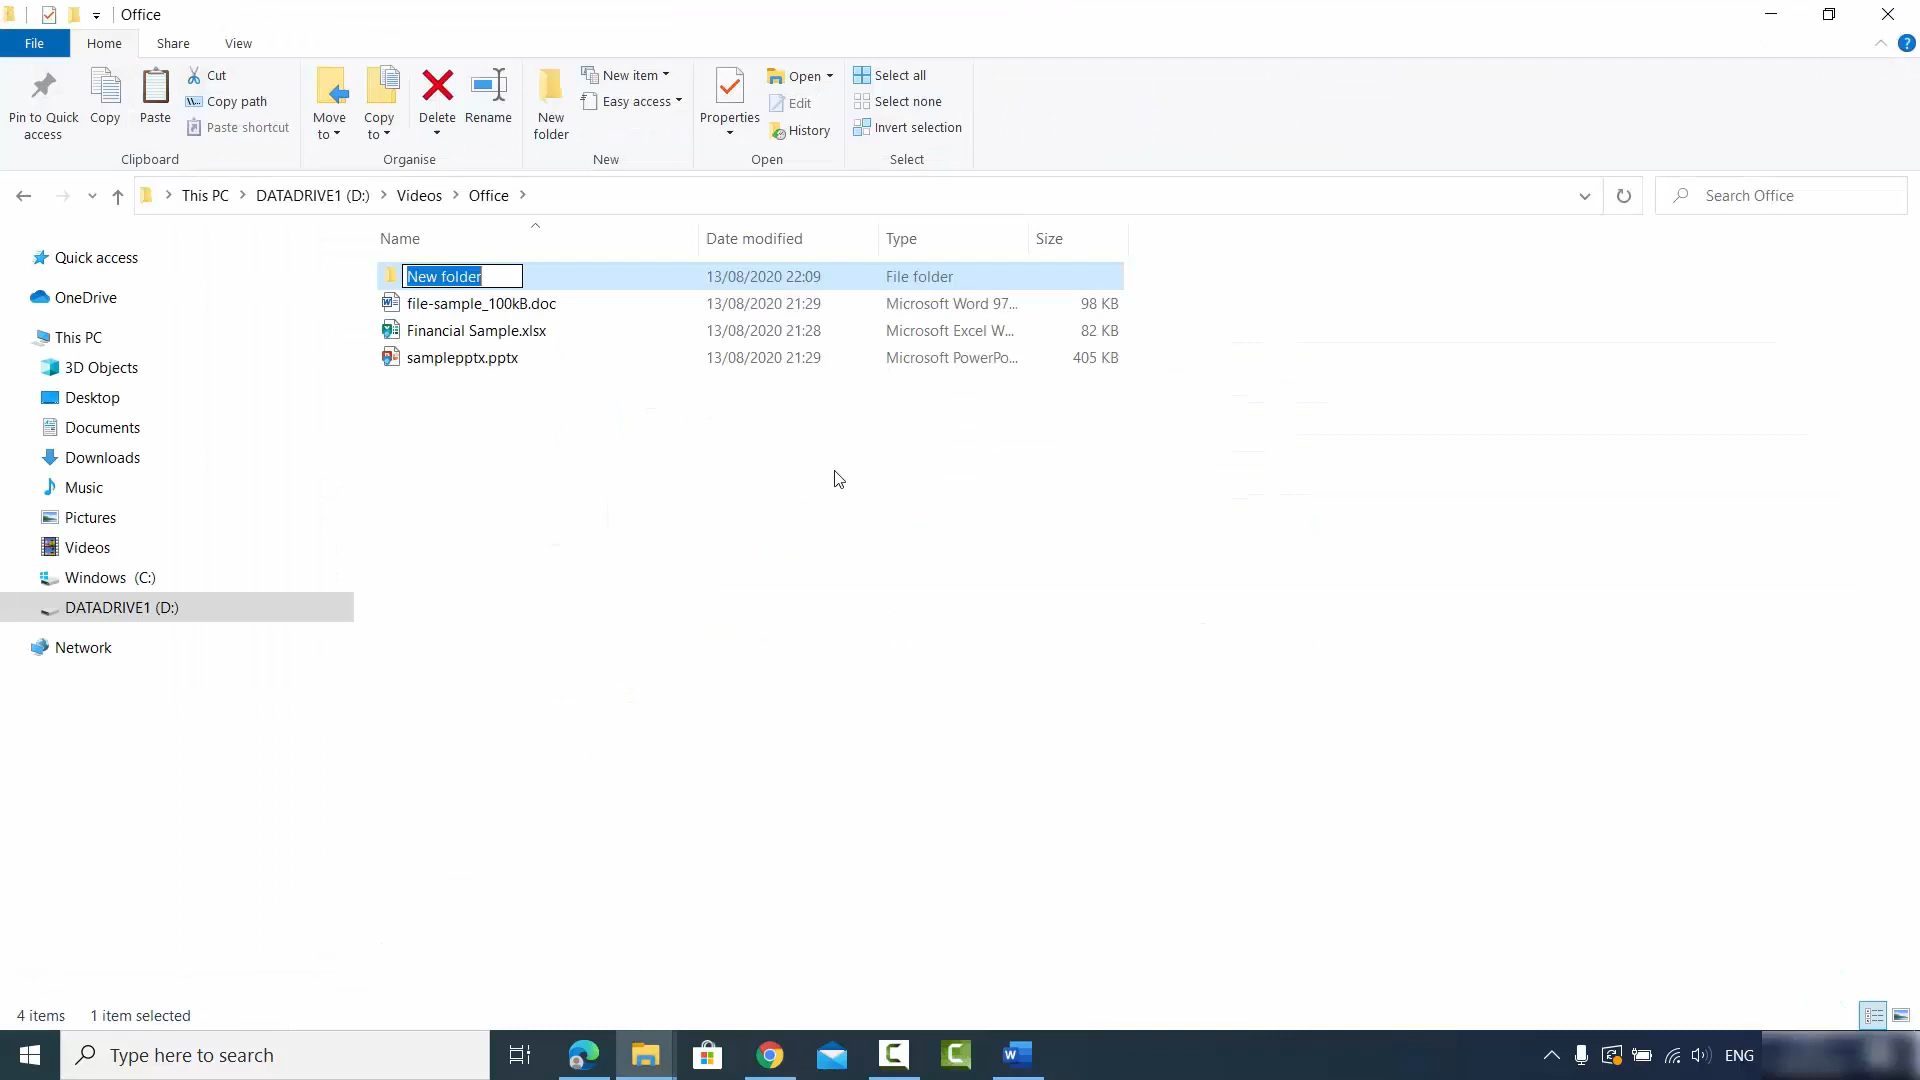 Office
File Home Share View
Pin to Quick access
Copy
Paste
Cut
Copy path
Paste shortcut
Clipboard
Move to
Copy to
Delete
Rename
Organise
New folder
New item
Easy access
New
Properties
Open
Edit
History
Open
Select all
Select none
Invert selection
Select
This PC DATADRIVE1 (D:) Videos Office
Search Office
Name Date modified Type Size
New folder 13/08/2020 22:09 File folder
file-sample_100kB.doc 13/08/2020 21:29 Microsoft Word 97... 98 KB
Financial Sample.xlsx 13/08/2020 21:28 Microsoft Excel W... 82 KB
samplepptx.pptx 13/08/2020 21:29 Microsoft PowerPo... 405 KB
Quick access
OneDrive
This PC
3D Objects
Desktop
Documents
Downloads
Music
Pictures
Videos
Windows (C:)
DATADRIVE1 (D:)
Network
4 items 1 item selected
Type here to search
ENG